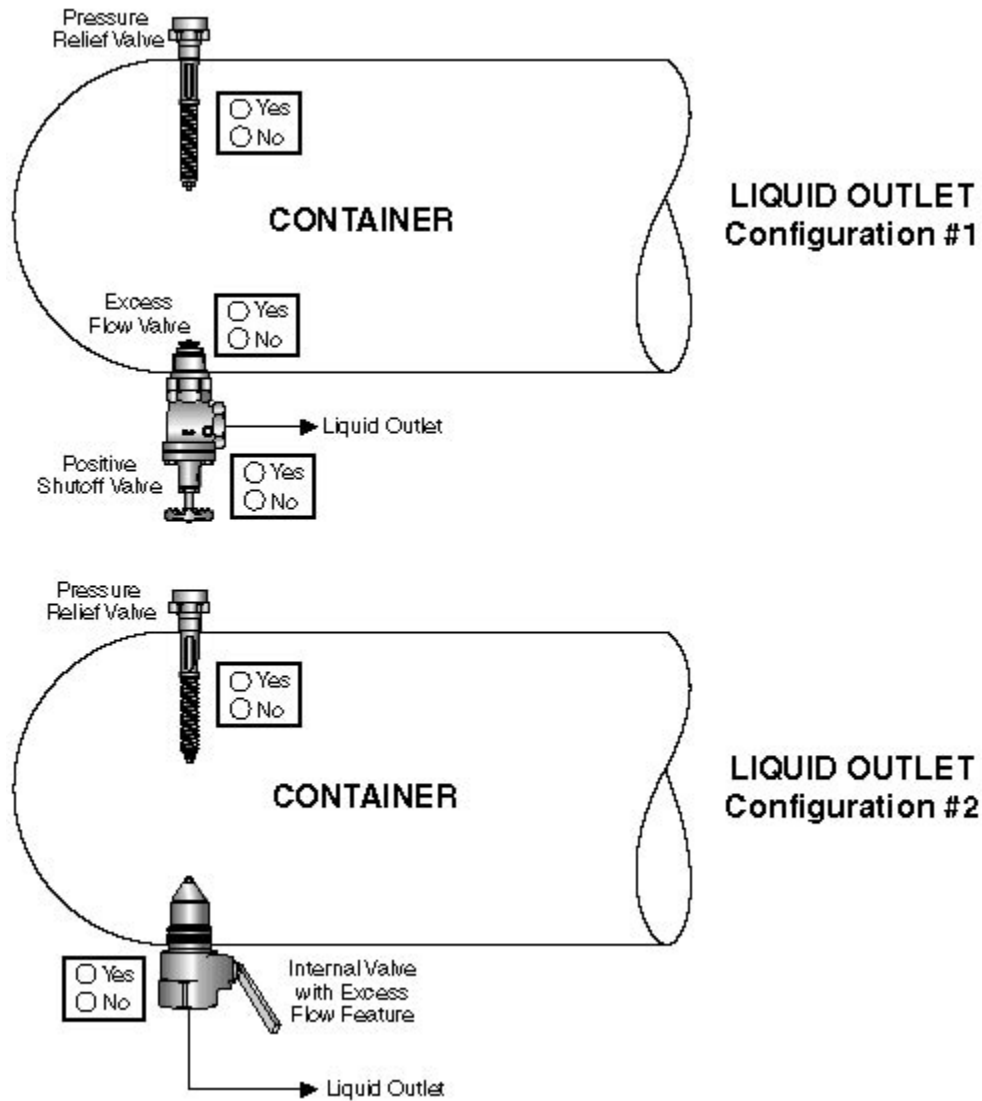 Pressure
Relief Valve
Yes
No
CONTAINER
LIQUID OUTLET
Configuration #1
Excess
Flow Valve
Yes
No
Liquid Outlet
Positive
Shutoff Valve
Yes
No
Pressure
Relief Valve
Yes
No
CONTAINER
LIQUID OUTLET
Configuration #2
Yes
No
Internal Valve
with Excess
Flow Feature
Liquid Outlet